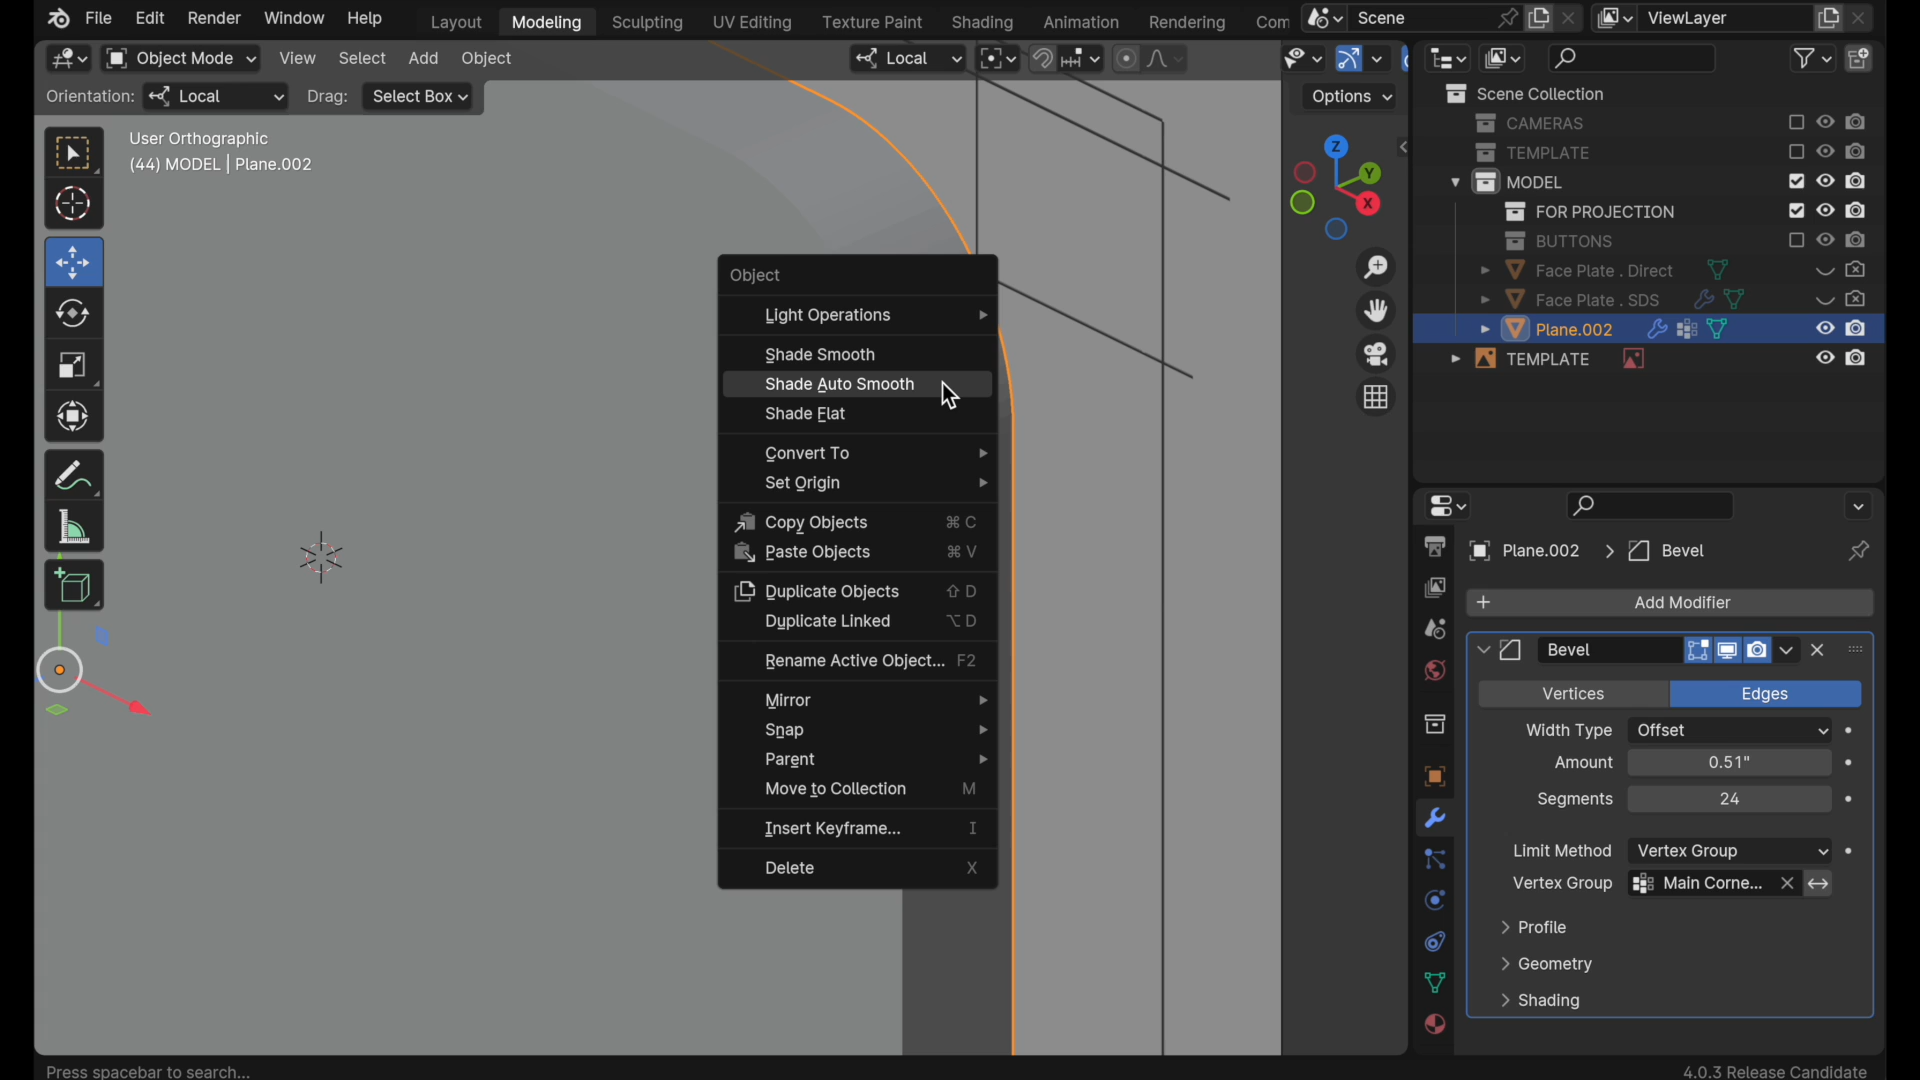 File Edit Render Window Help Layout Modeling Sculpting UV Editing Texture Paint Shading Animation Rendering Com Scene ViewLayer
Object Mode View Select Add Object Local
Orientation: Local Drag: Select Box Options
User Orthographic
(44) MODEL | Plane.002
Z
Y
X
Object
Light Operations
Shade Smooth
Shade Auto Smooth
Shade Flat
Convert To
Set Origin
Copy Objects ⌘ C
Paste Objects ⌘ V
Duplicate Objects ⇧ D
Duplicate Linked ⌥ D
Rename Active Object... F2
Mirror
Snap
Parent
Move to Collection M
Insert Keyframe... I
Delete X
Scene Collection
CAMERAS
TEMPLATE
MODEL
FOR PROJECTION
BUTTONS
Face Plate . Direct
Face Plate . SDS
Plane.002
TEMPLATE
Plane.002 > Bevel
+ Add Modifier
Bevel
Vertices Edges
Width Type Offset
Amount 0.51"
Segments 24
Limit Method Vertex Group
Vertex Group Main Corne...
Profile
Geometry
Shading
Press spacebar to search...
4.0.3 Release Candidate